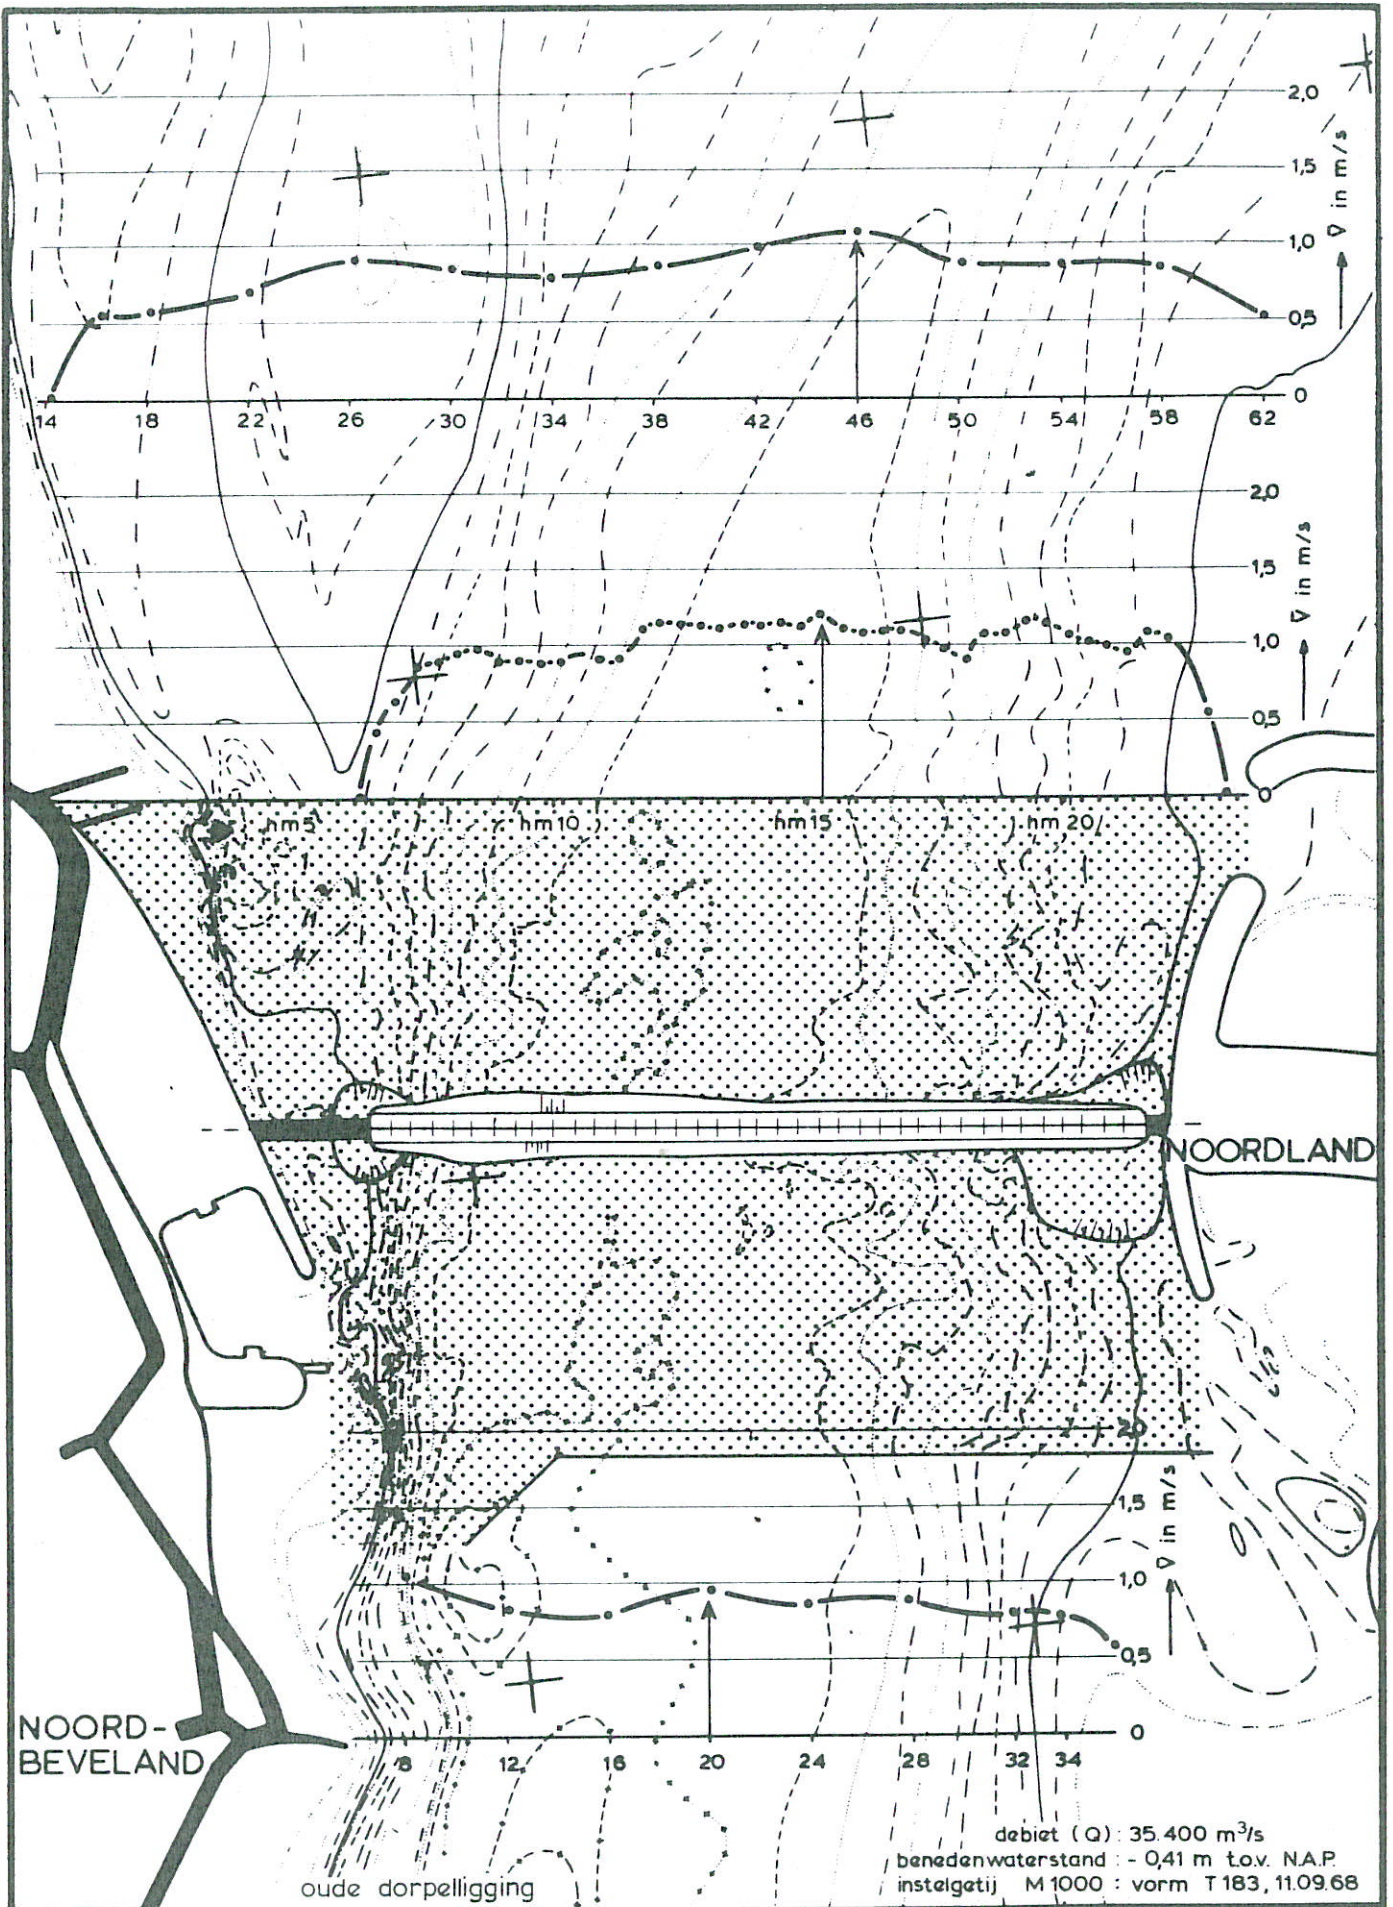 2,0
1,5
V̄ in m/s
1,0
0,5
0
14 18 22 26 30 34 38 42 46 50 54 58 62
2,0
1,5
V̄ in m/s
1,0
0,5
0
hm5 hm10 hm15 hm20
NOORDLAND
2,0
1,5
V̄ in m/s
1,0
0,5
0
8 12 16 20 24 28 32 34
NOORD-
BEVELAND
debiet (Q): 35.400 m³/s
benedenwaterstand : - 0,41 m t.o.v. N.A.P.
instelgetij M 1000 : vorm T 183, 11.09.68
oude dorpelligging